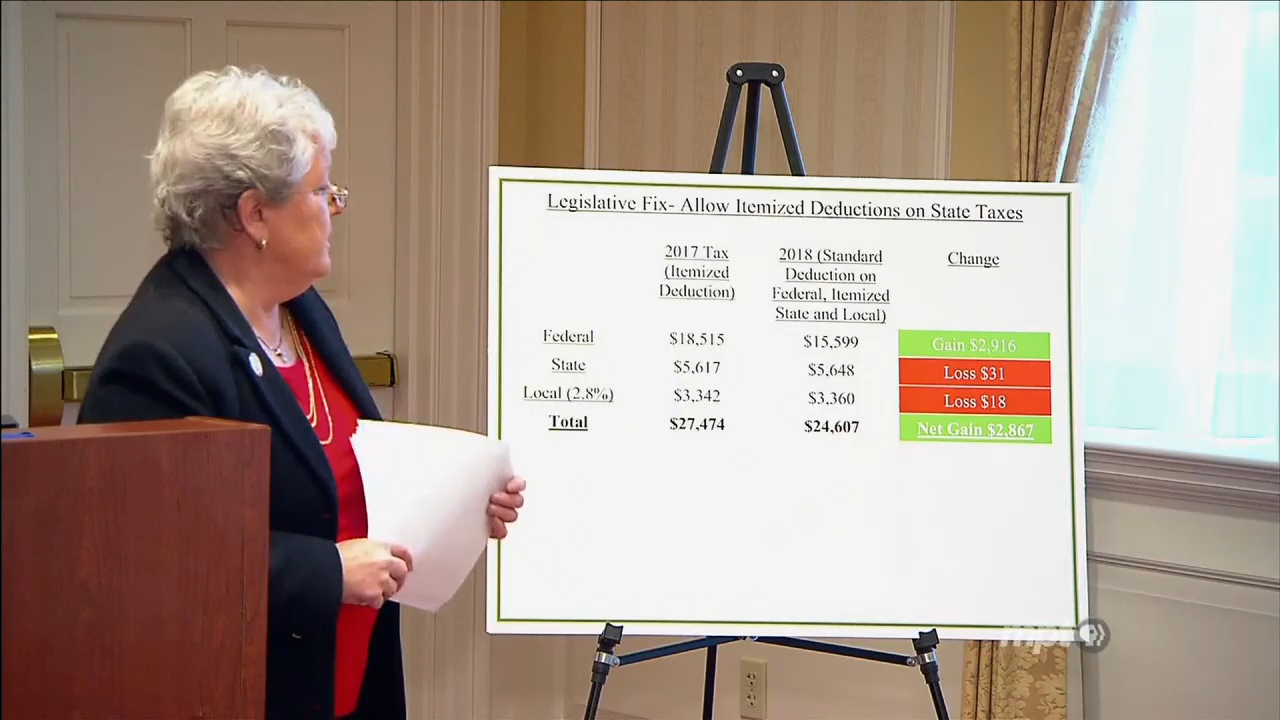 Legislative Fix- Allow Itemized Deductions on State Taxes
2017 Tax
(Itemized
Deduction)
2018 (Standard
Deduction on
Federal, Itemized
State and Local)
Change
Federal $18,515 $15,599 Gain $2,916
State $5,617 $5,648 Loss $31
Local (2.8%) $3,342 $3,360 Loss $18
Total $27,474 $24,607 Net Gain $2,867
mpt